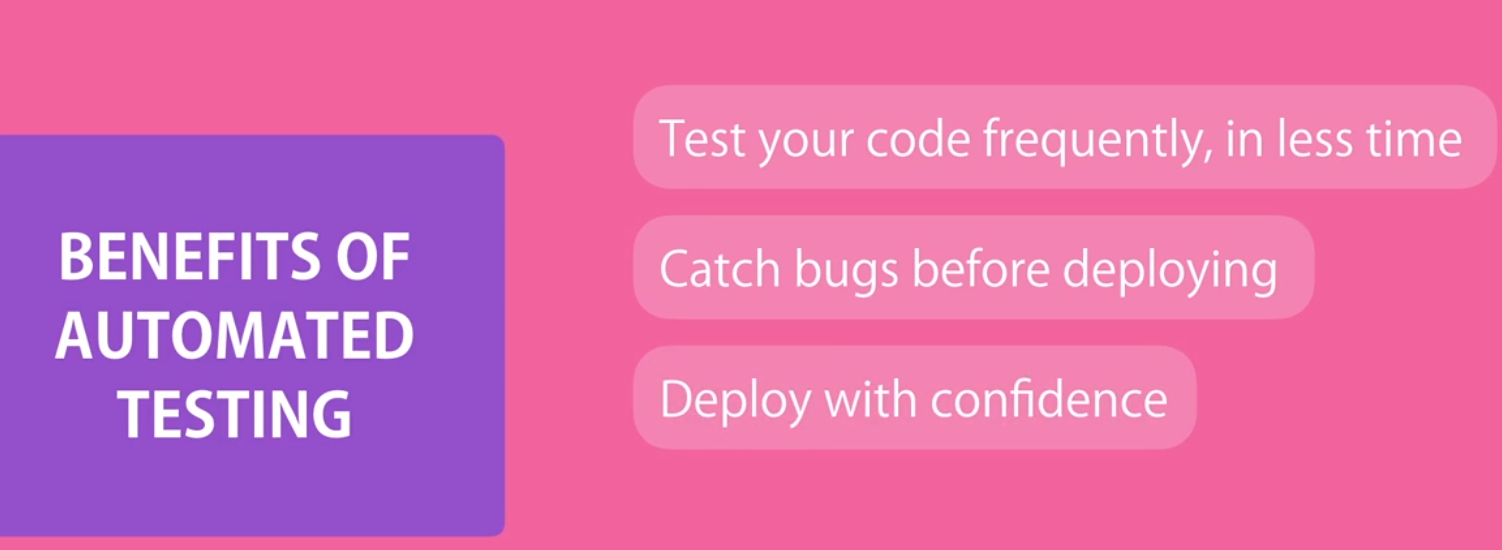 BENEFITS OF
AUTOMATED
TESTING
Test your code frequently, in less time
Catch bugs before deploying
Deploy with confidence